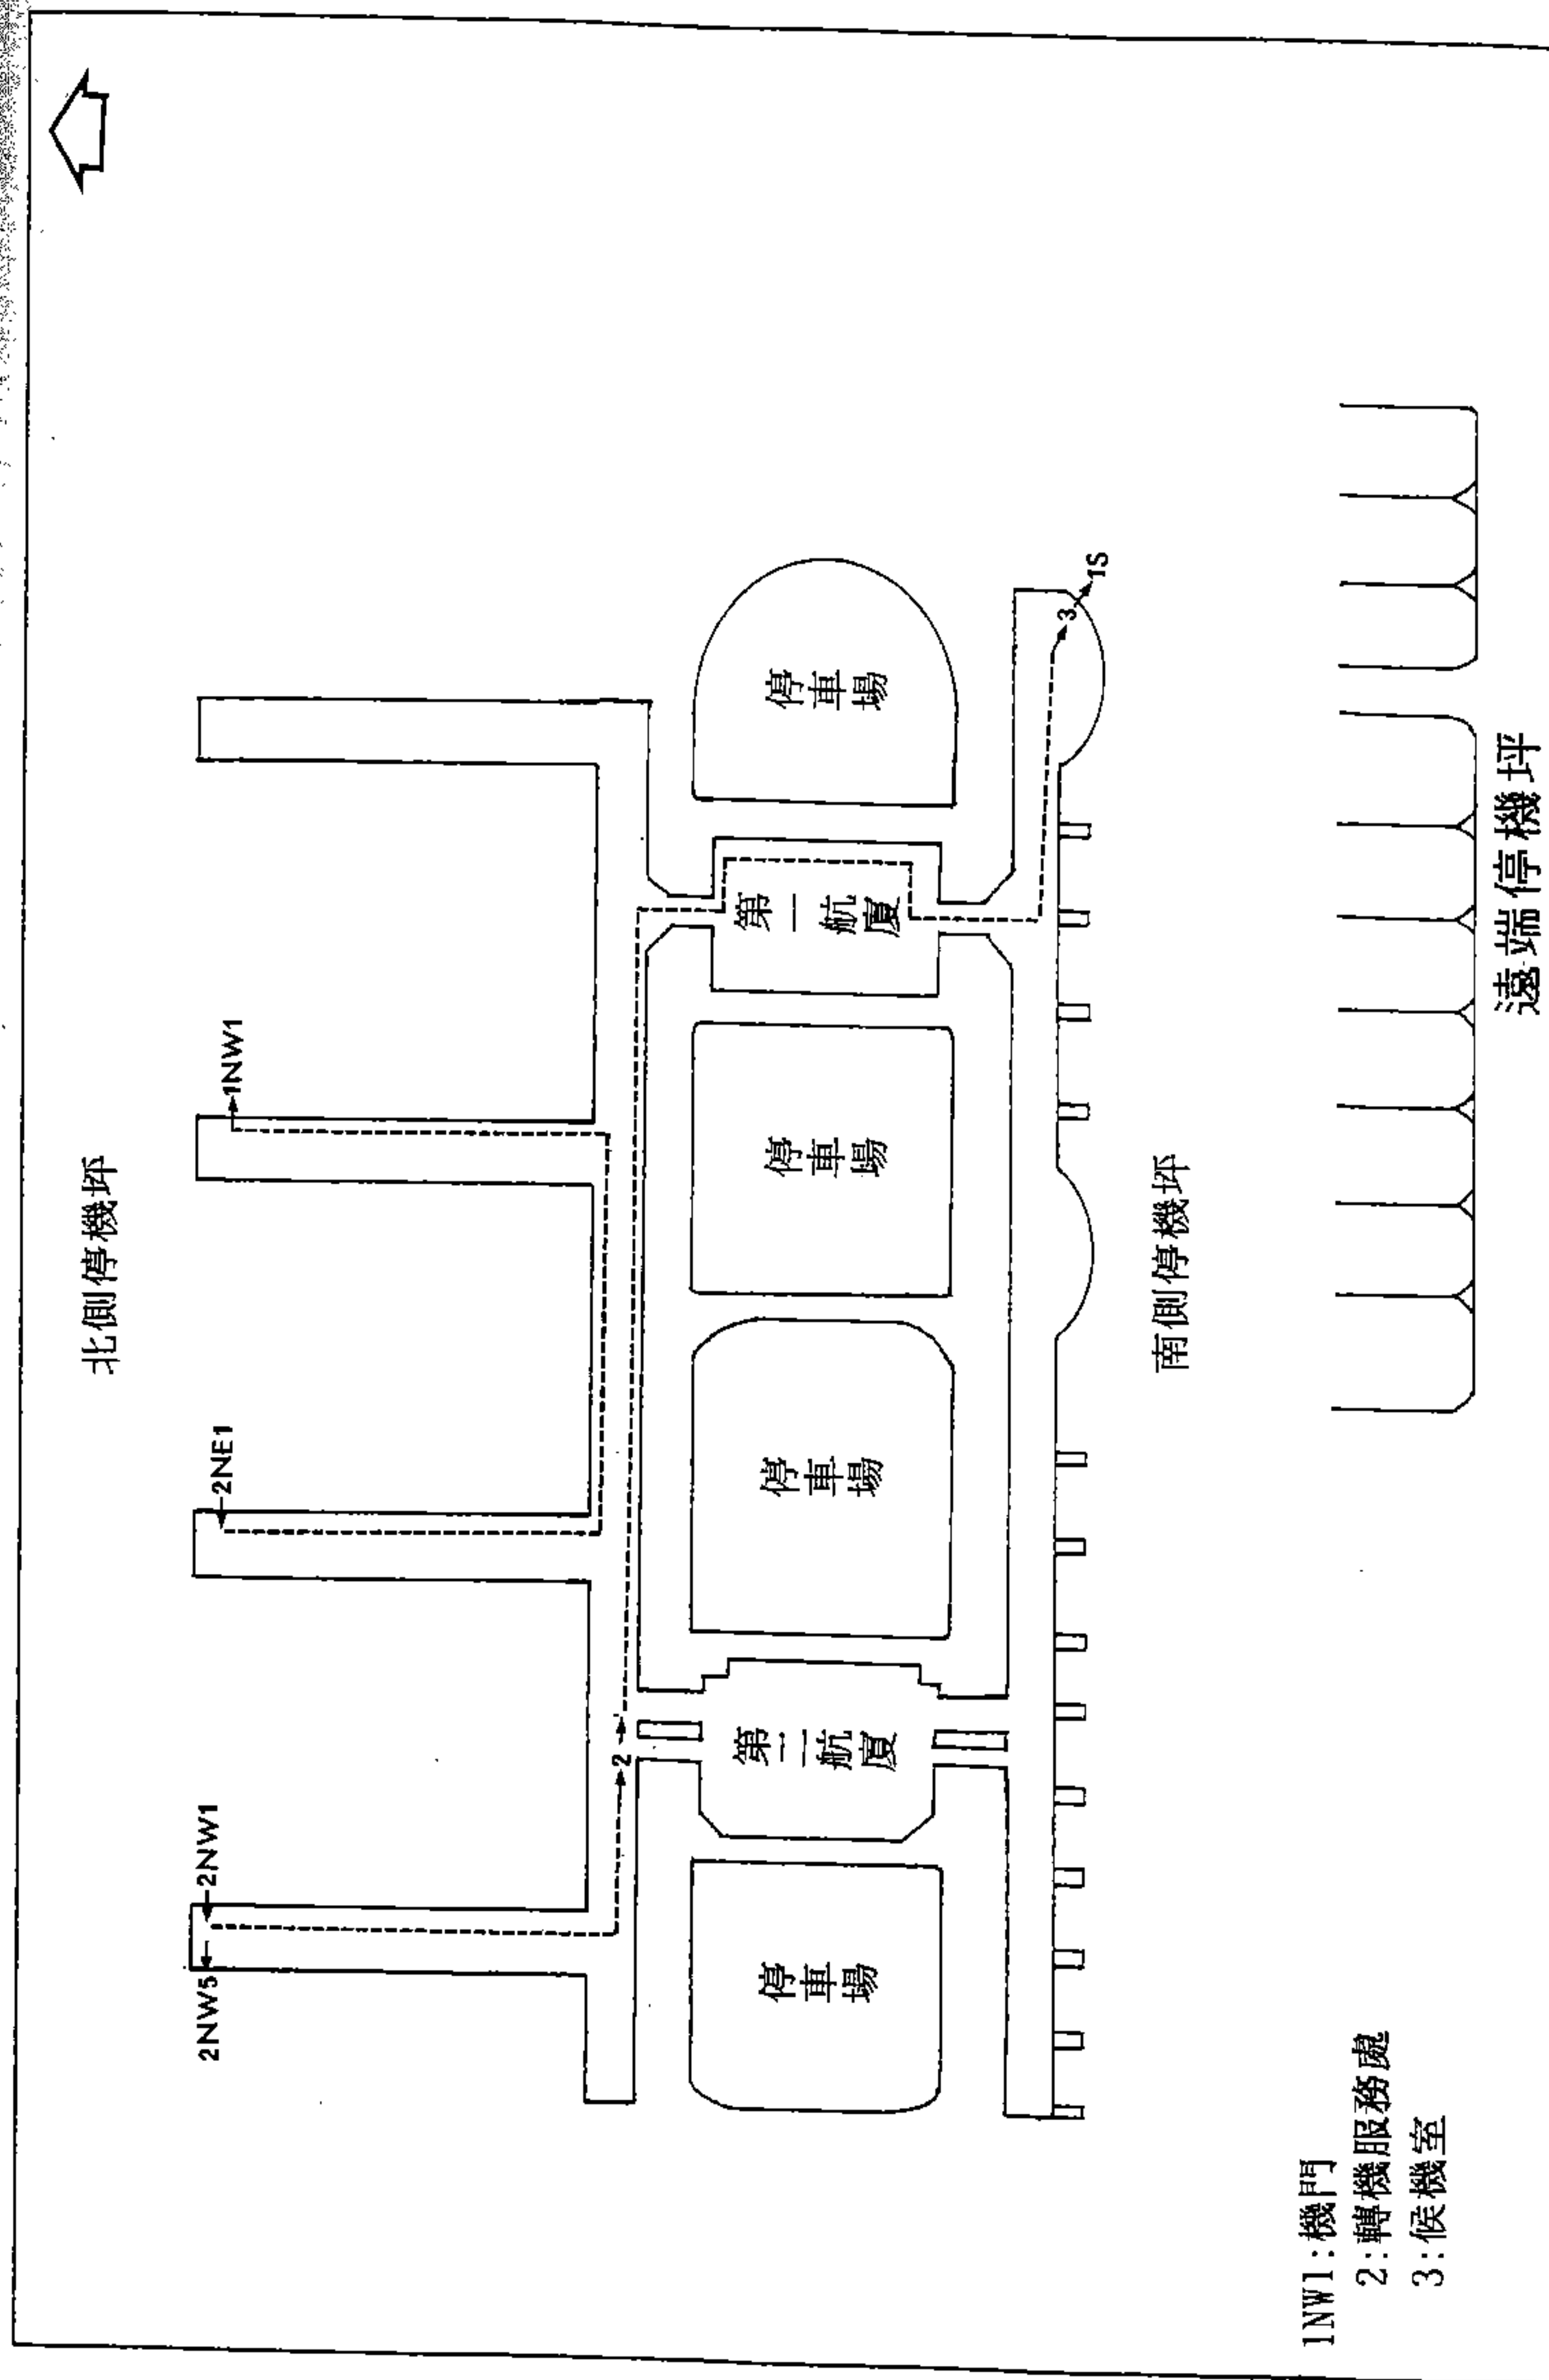 北側停機坪
2NW5
2NW1
2NE1
1NW1
2
停車場
第二航廈
停車場
停車場
第一航廈
停車場
3
1S
南側停機坪
遠端停機坪
1NW1:機門
2:轉機服務處
3:侯機室